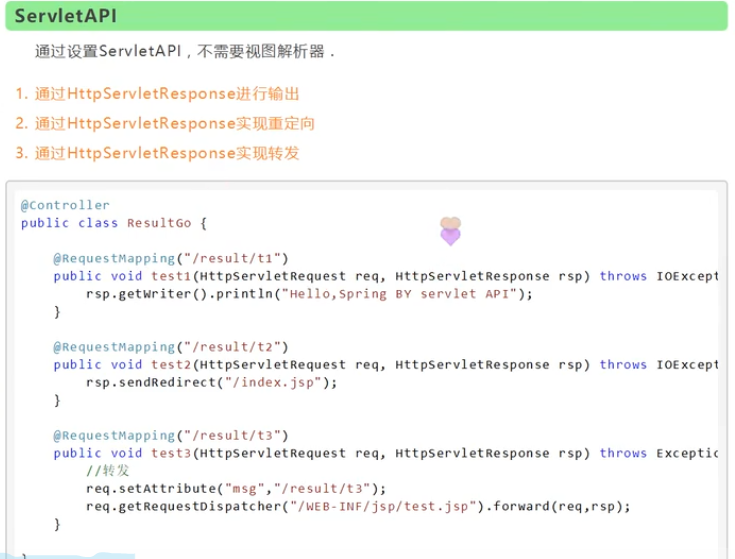 ServletAPI
通过设置ServletAPI，不需要视图解析器．
1. 通过HttpServletResponse进行输出
2. 通过HttpServletResponse实现重定向
3. 通过HttpServletResponse实现转发
@Controller
public class ResultGo {
@RequestMapping("/result/t1")
public void test1(HttpServletRequest req, HttpServletResponse rsp) throws IOExcept
rsp.getWriter().println("Hello,Spring BY servlet API");
}
@RequestMapping("/result/t2")
public void test2(HttpServletRequest req, HttpServletResponse rsp) throws IOExcept
rsp.sendRedirect("/index.jsp");
}
@RequestMapping("/result/t3")
public void test3(HttpServletRequest req, HttpServletResponse rsp) throws Exceptio
//转发
req.setAttribute("msg","/result/t3");
req.getRequestDispatcher("/WEB-INF/jsp/test.jsp").forward(req,rsp);
}